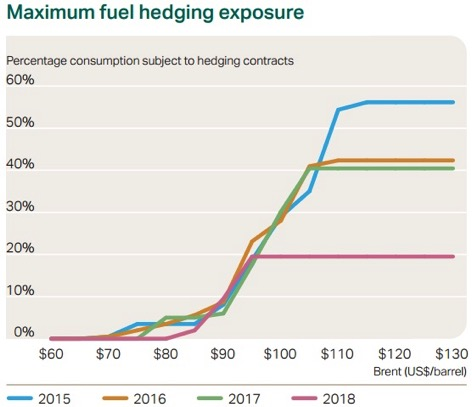 Maximum fuel hedging exposure
Percentage consumption subject to hedging contracts
60%
50%
40%
30%
20%
10%
0%
$60 $70 $80 $90 $100 $110 $120 $130
Brent (US$/barrel)
2015 2016 2017 2018